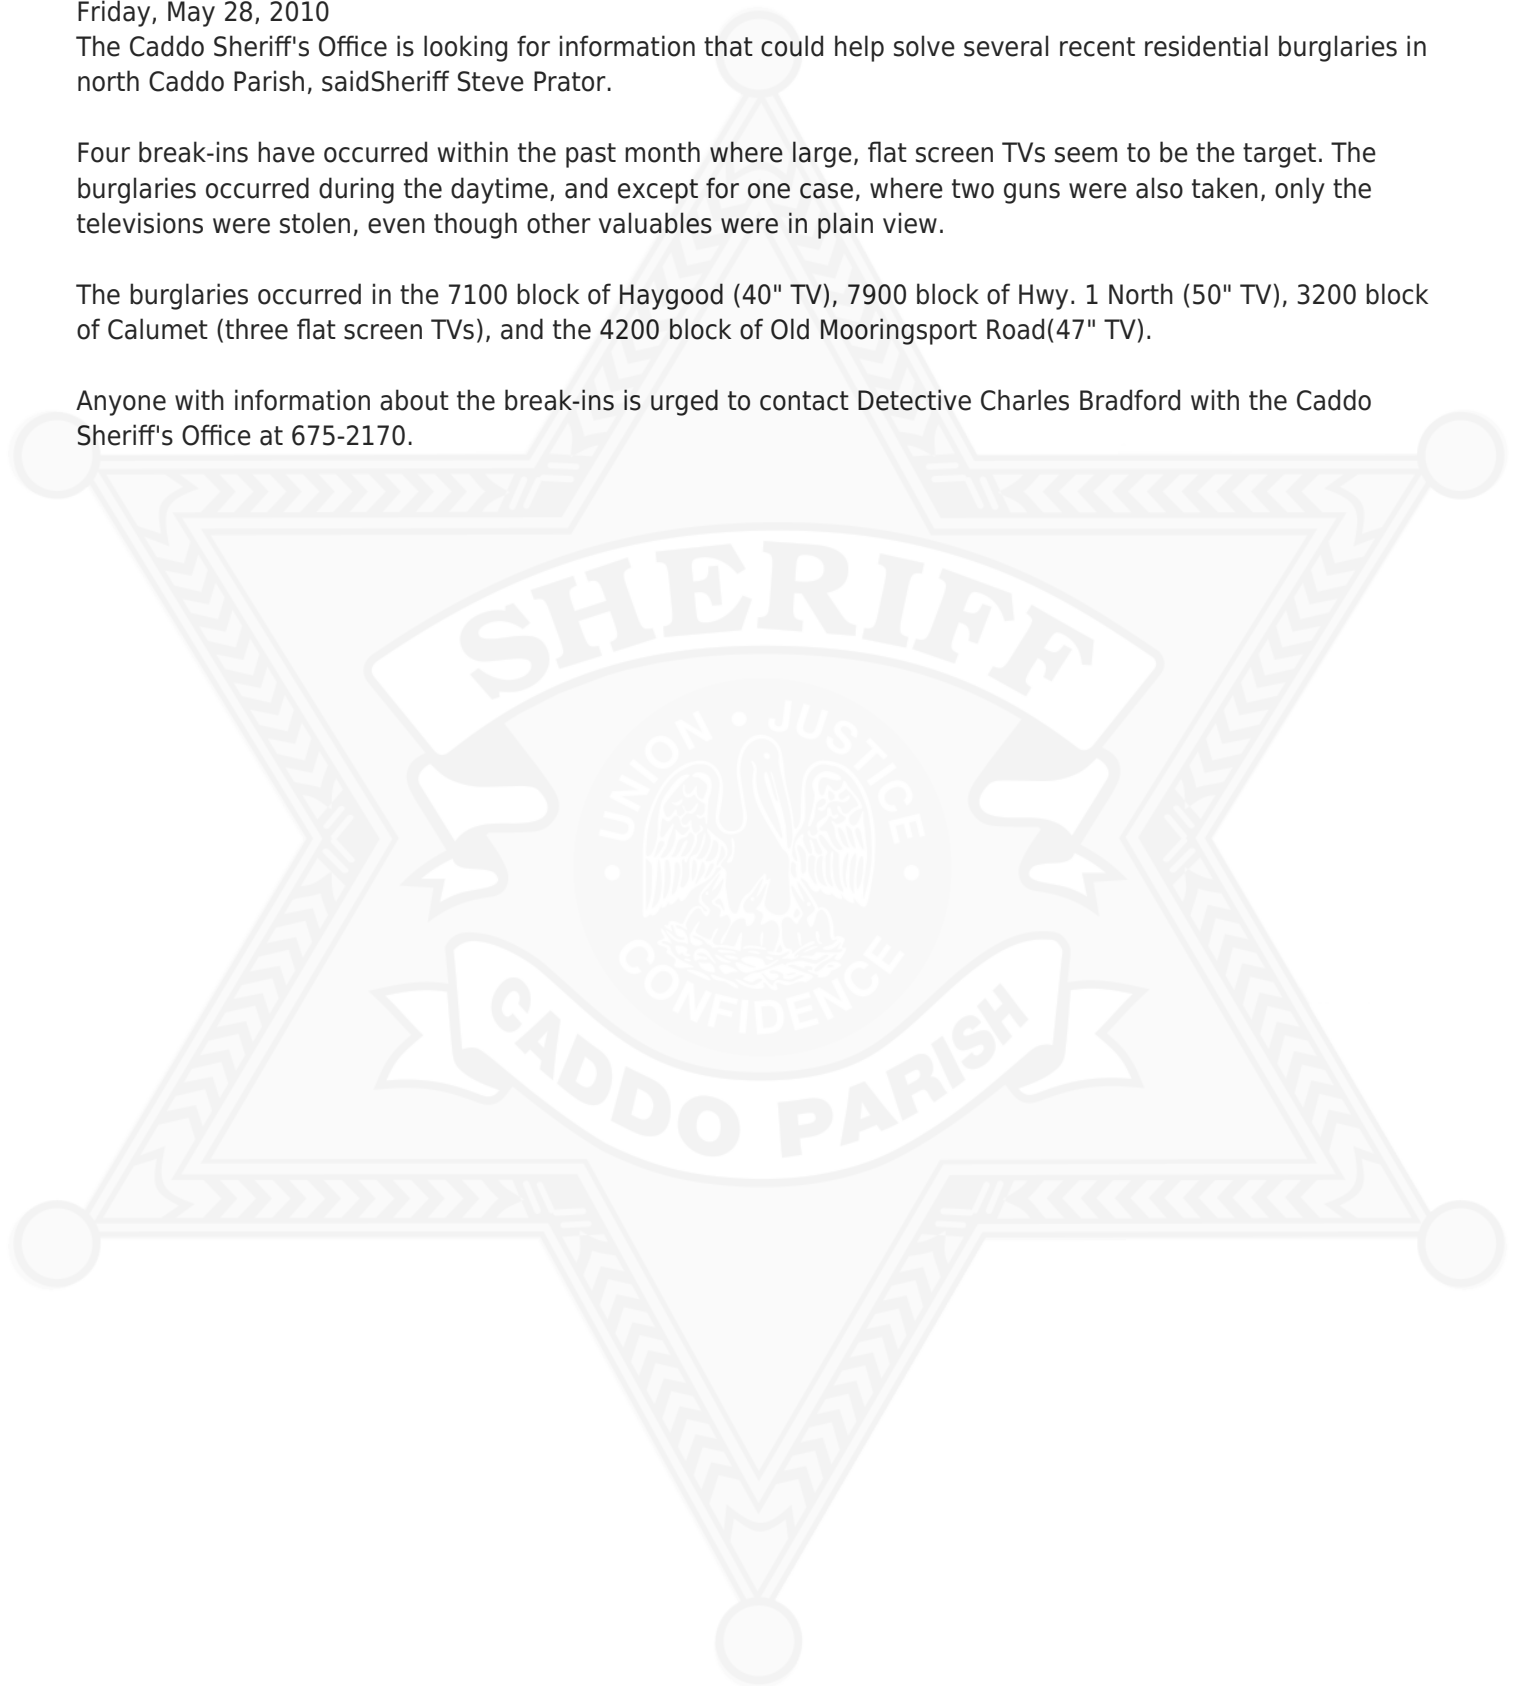 Friday, May 28, 2010
The Caddo Sheriff's Office is looking for information that could help solve several recent residential burglaries in
north Caddo Parish, saidSheriff Steve Prator.
Four break-ins have occurred within the past month where large, flat screen TVs seem to be the target. The
burglaries occurred during the daytime, and except for one case, where two guns were also taken, only the
televisions were stolen, even though other valuables were in plain view.
The burglaries occurred in the 7100 block of Haygood (40" TV), 7900 block of Hwy. 1 North (50" TV), 3200 block
of Calumet (three flat screen TVs), and the 4200 block of Old Mooringsport Road(47" TV).
Anyone with information about the break-ins is urged to contact Detective Charles Bradford with the Caddo
Sheriff's Office at 675-2170.
SHERIFF
UNION • JUSTICE
• CONFIDENCE •
CADDO PARISH